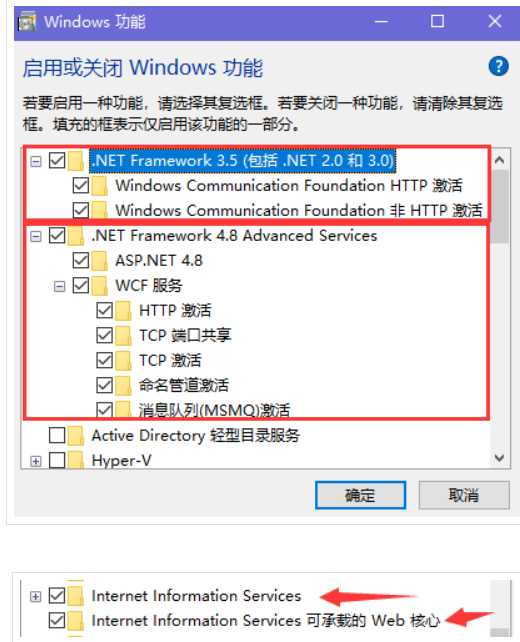 Windows 功能
启用或关闭 Windows 功能
若要启用一种功能，请选择其复选框。若要关闭一种功能，请清除其复选
框。填充的框表示仅启用该功能的一部分。
.NET Framework 3.5 (包括 .NET 2.0 和 3.0)
Windows Communication Foundation HTTP 激活
Windows Communication Foundation 非 HTTP 激活
.NET Framework 4.8 Advanced Services
ASP.NET 4.8
WCF 服务
HTTP 激活
TCP 端口共享
TCP 激活
命名管道激活
消息队列(MSMQ)激活
Active Directory 轻型目录服务
Hyper-V
确定
取消
Internet Information Services
Internet Information Services 可承载的 Web 核心